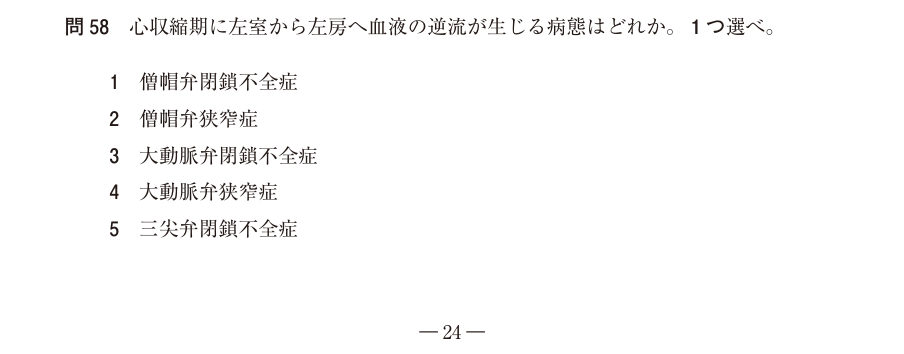 問 58 心収縮期に左室から左房へ血液の逆流が生じる病態はどれか。1つ選べ。
1 僧帽弁閉鎖不全症
2 僧帽弁狭窄症
3 大動脈弁閉鎖不全症
4 大動脈弁狭窄症
5 三尖弁閉鎖不全症
— 24 —